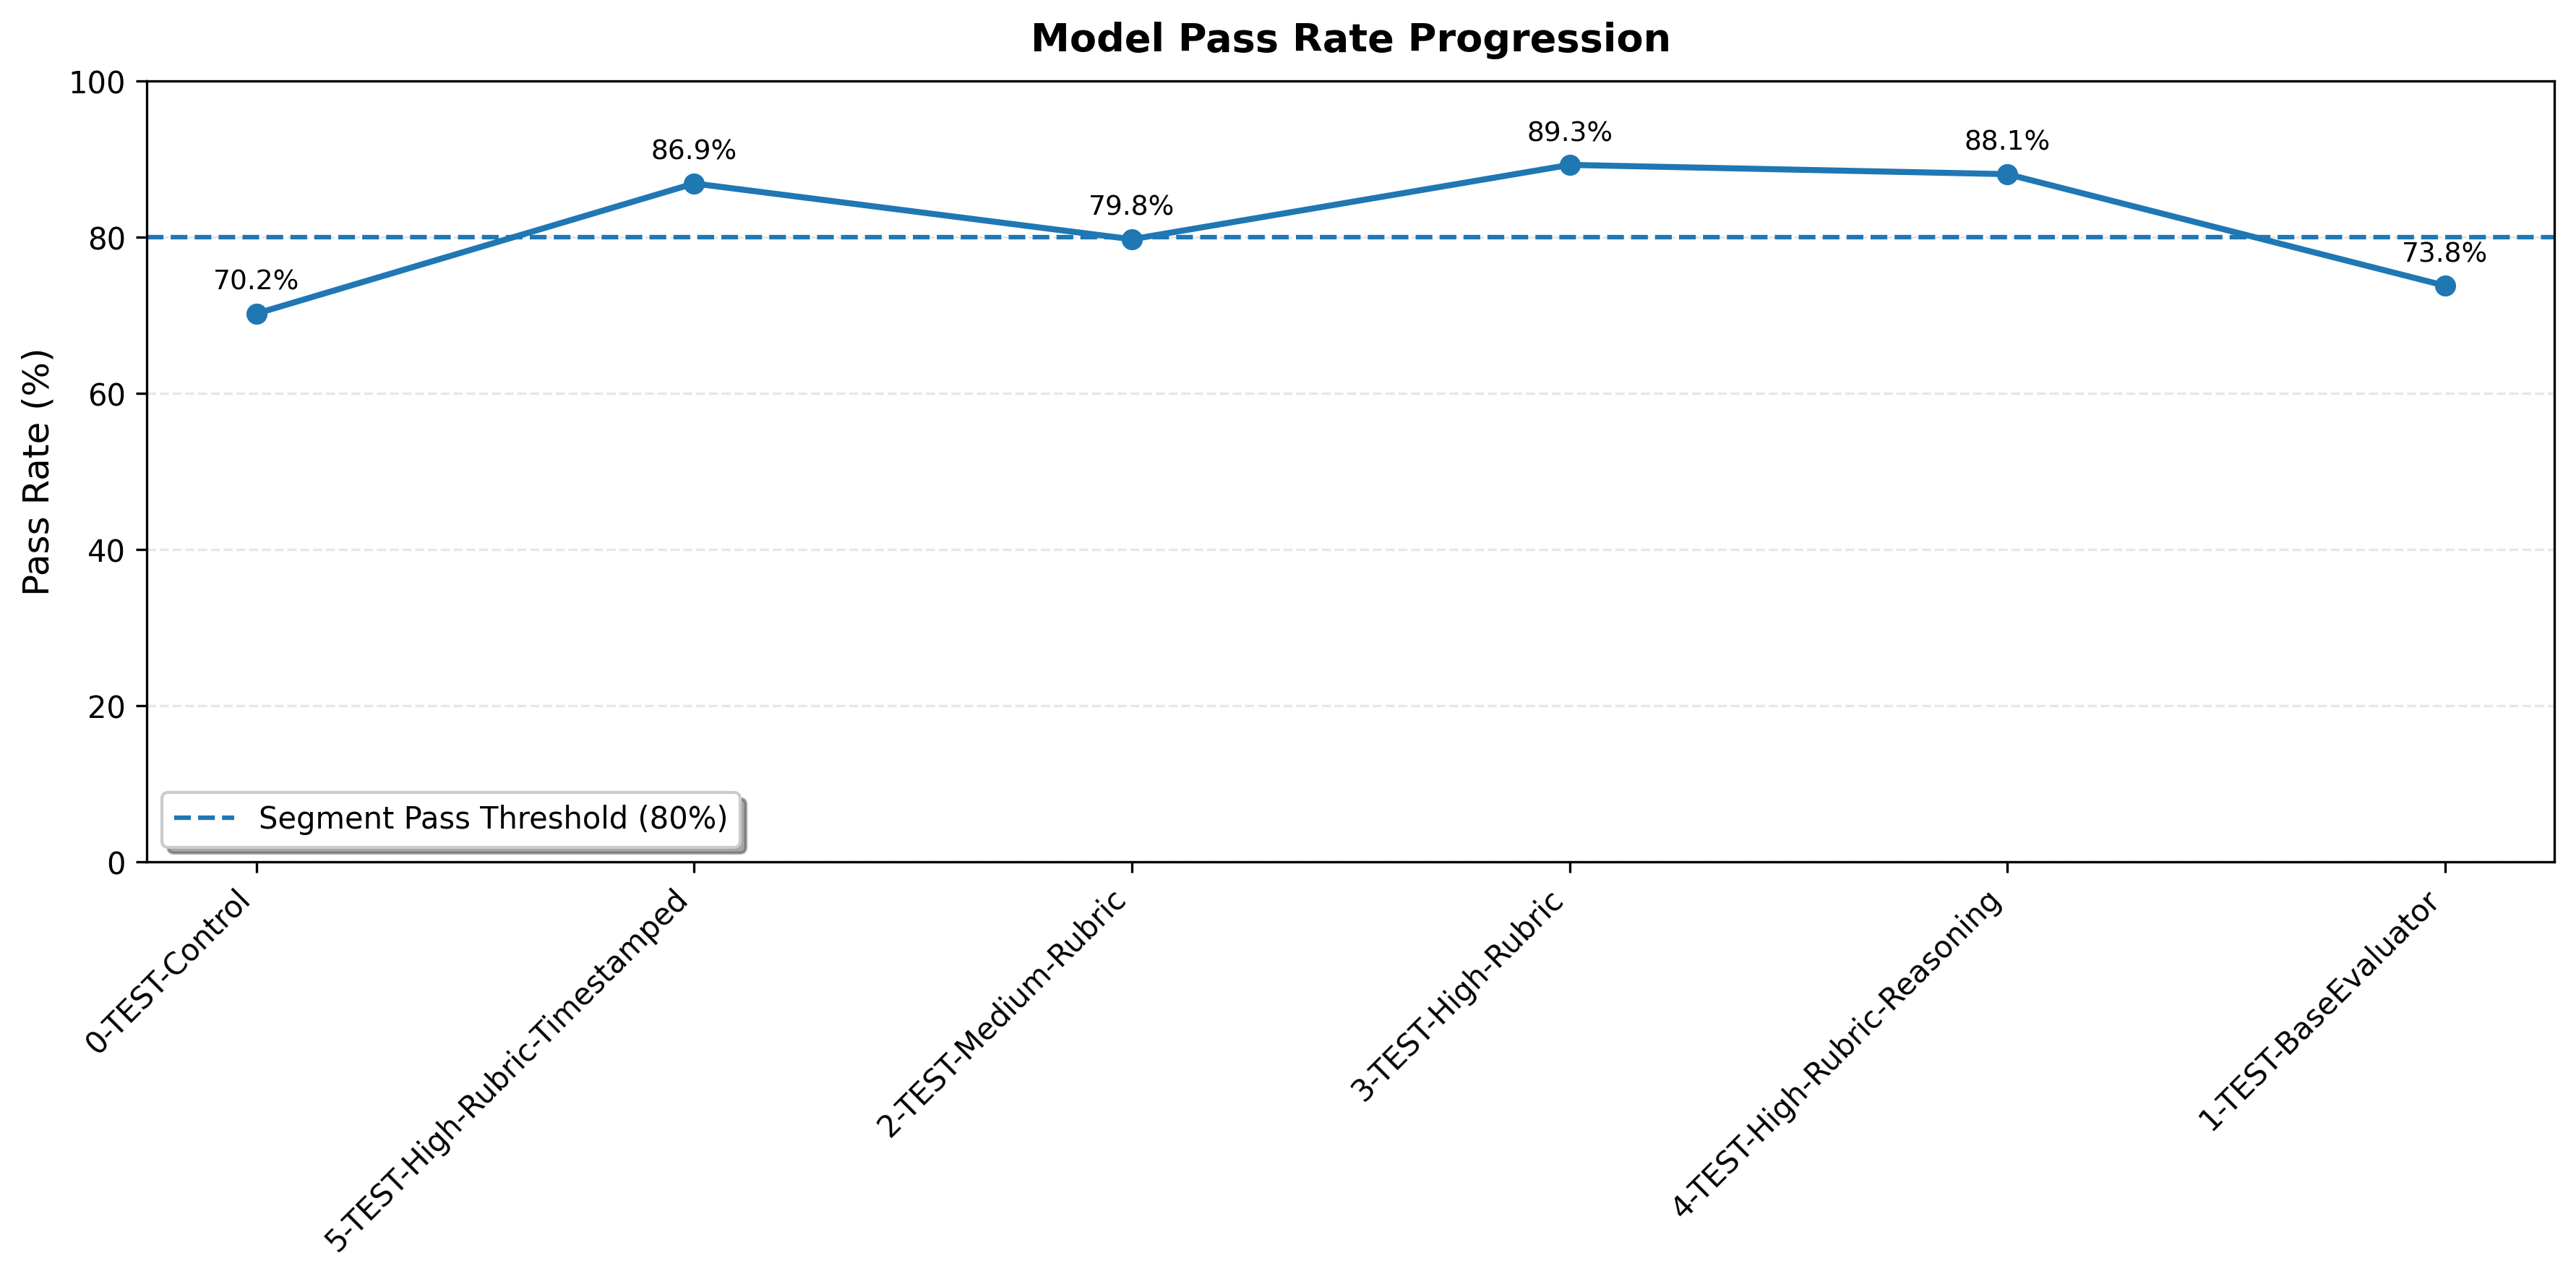 Model Pass Rate Progression
Pass Rate (%)
100
80
60
40
20
0
70.2%
86.9%
79.8%
89.3%
88.1%
73.8%
Segment Pass Threshold (80%)
0-TEST-Control
5-TEST-High-Rubric-Timestamped
2-TEST-Medium-Rubric
3-TEST-High-Rubric
4-TEST-High-Rubric-Reasoning
1-TEST-BaseEvaluator